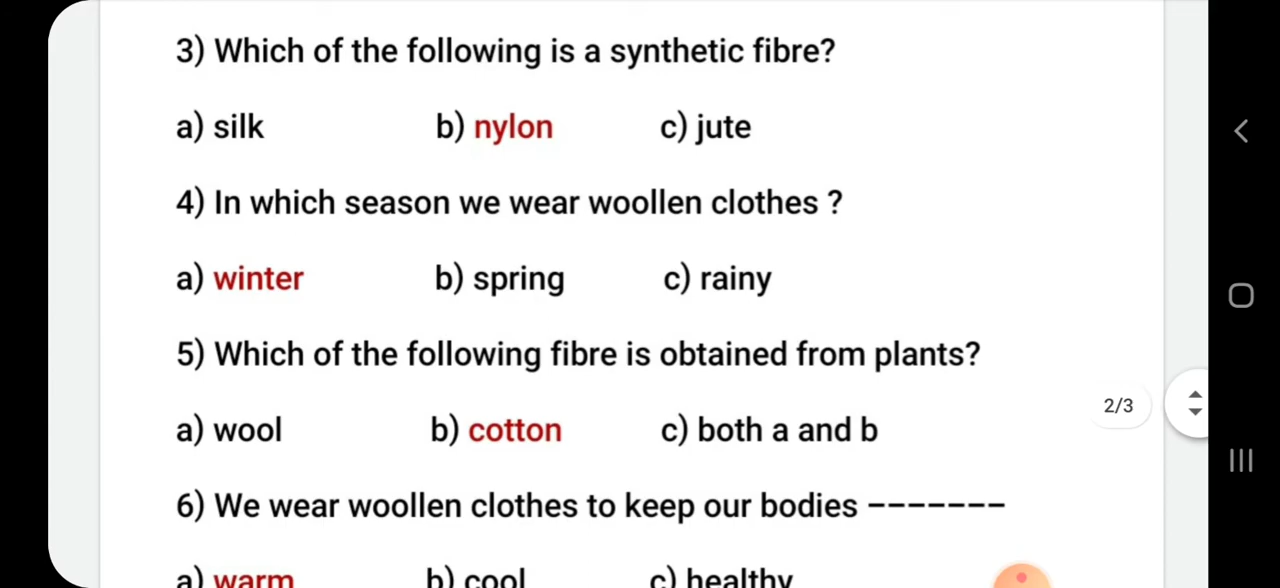 3) Which of the following is a synthetic fibre?
a) silk b) nylon c) jute
4) In which season we wear woollen clothes ?
a) winter b) spring c) rainy
5) Which of the following fibre is obtained from plants?
a) wool b) cotton c) both a and b
2/3
6) We wear woollen clothes to keep our bodies -------
a) warm b) cool c) healthy